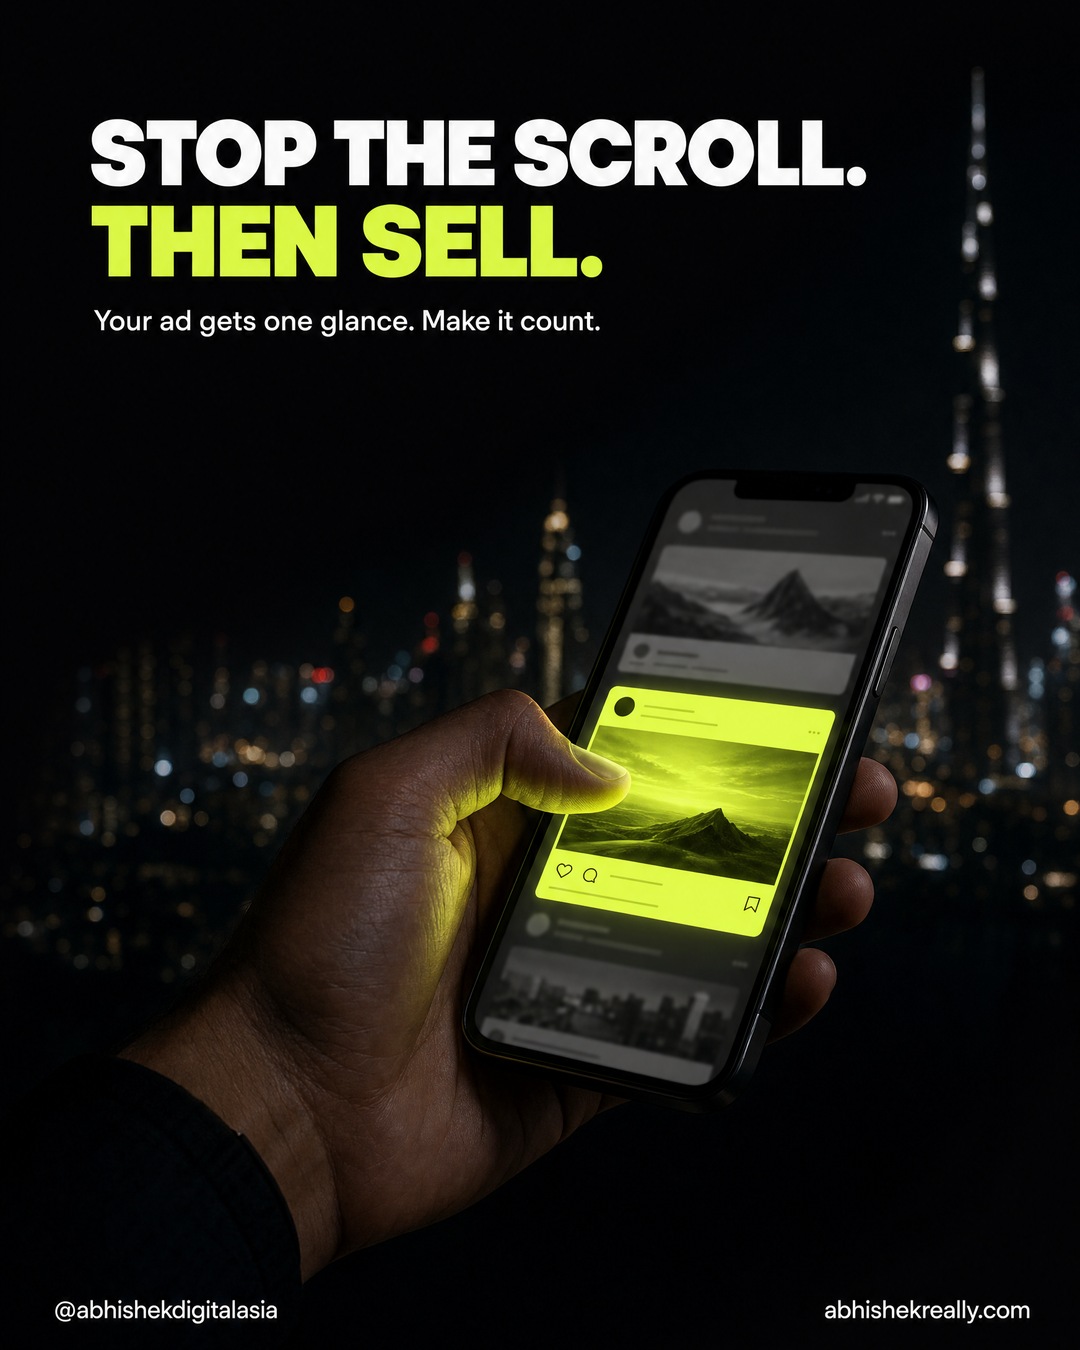 STOP THE SCROLL.
THEN SELL.
Your ad gets one glance. Make it count.
@abhishekdigitalasia
abhishekreally.com